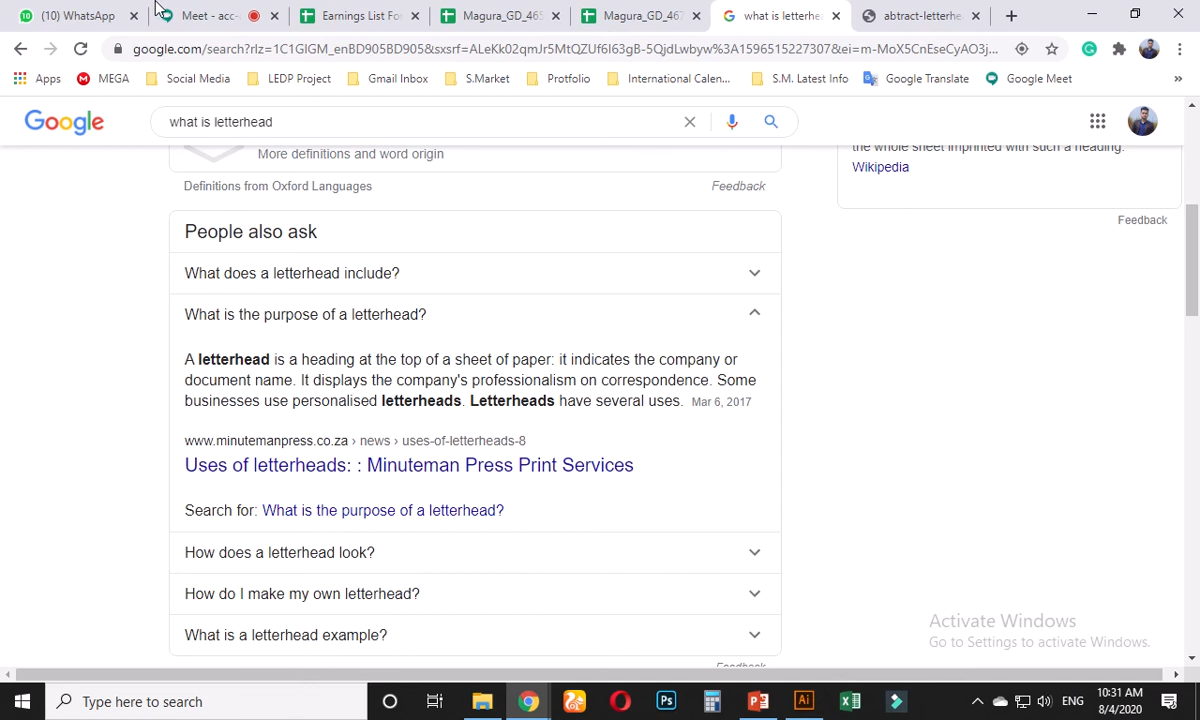 (10) WhatsApp
Meet - acc-
Earnings List For
Magura_GD_465
Magura_GD_467
what is letterhe
abtract-letterhe
google.com/search?rlz=1C1GIGM_enBD905BD905&sxsrf=ALeKk02qmJr5MtQZUf6I63gB-5QjdLwbyw%3A1596515227307&ei=m-MoX5CnEseCyAO3j...
Apps
MEGA
Social Media
LEDP Project
Gmail Inbox
S.Market
Protfolio
International Calen...
S.M. Latest Info
Google Translate
Google Meet
»
Google
what is letterhead
the whole sheet imprinted with such a heading.
More definitions and word origin
Wikipedia
Definitions from Oxford Languages
Feedback
Feedback
People also ask
What does a letterhead include?
What is the purpose of a letterhead?
A letterhead is a heading at the top of a sheet of paper: it indicates the company or
document name. It displays the company's professionalism on correspondence. Some
businesses use personalised letterheads. Letterheads have several uses. Mar 6, 2017
www.minutemanpress.co.za › news › uses-of-letterheads-8
Uses of letterheads: : Minuteman Press Print Services
Search for: What is the purpose of a letterhead?
How does a letterhead look?
How do I make my own letterhead?
What is a letterhead example?
Feedback
Activate Windows
Go to Settings to activate Windows.
Type here to search
Ps
Ai
ENG
10:31 AM
8/4/2020